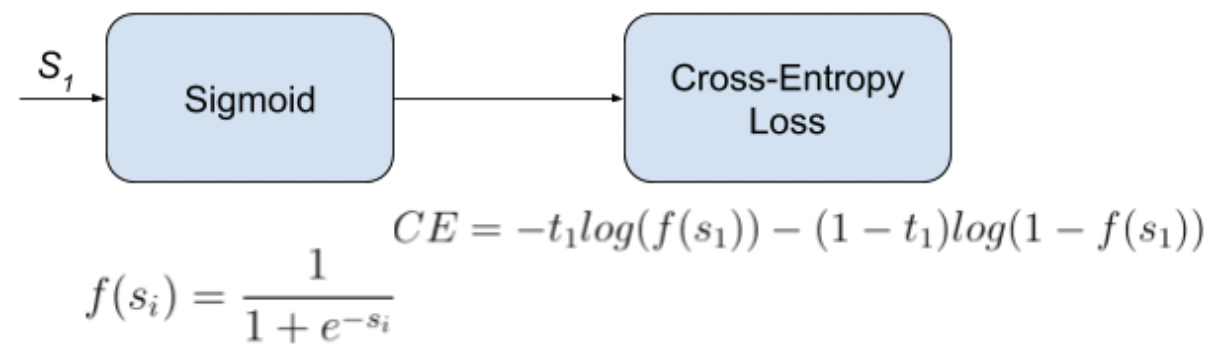 S₁
Sigmoid
Cross-Entropy
Loss
CE = −t₁log(f(s₁)) − (1 − t₁)log(1 − f(s₁))
f(sᵢ) = 1 / (1 + e^{−sᵢ})